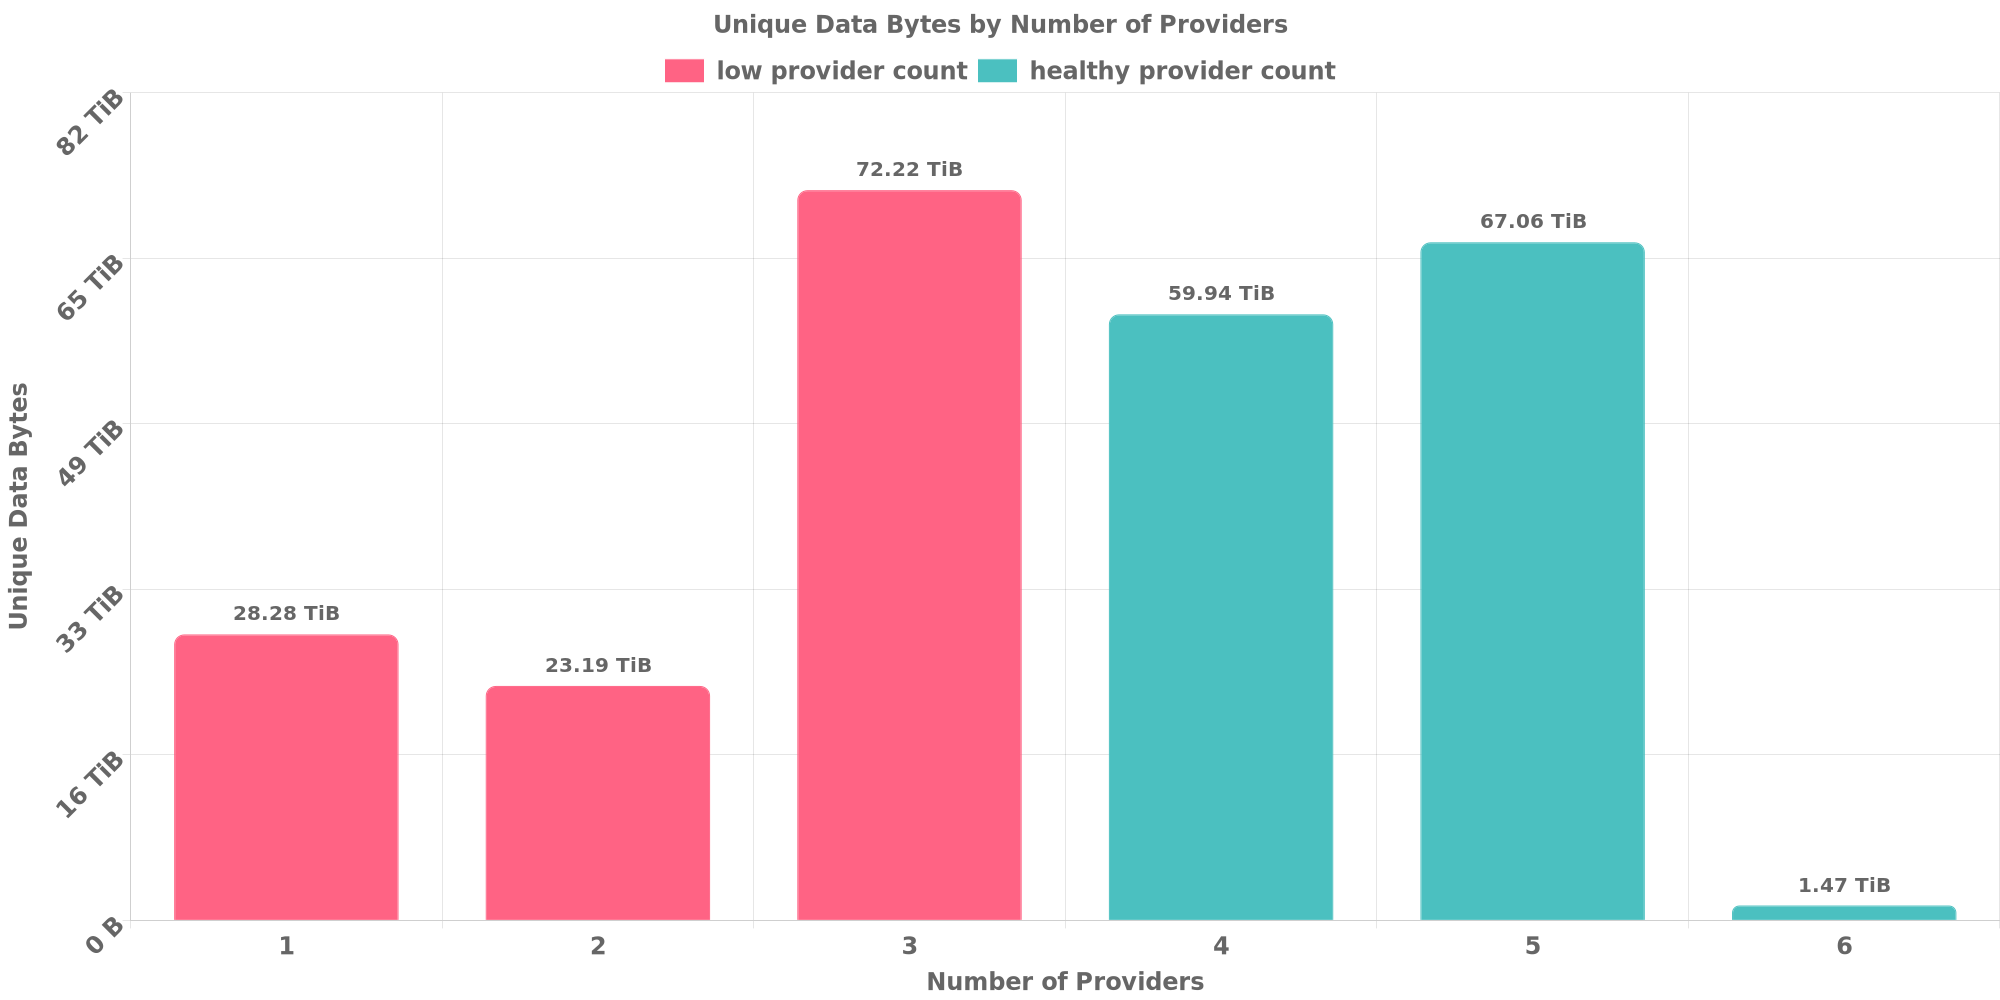 Unique Data Bytes by Number of Providers
low provider count healthy provider count
82 TiB
65 TiB
49 TiB
33 TiB
16 TiB
0 B
Unique Data Bytes
28.28 TiB
23.19 TiB
72.22 TiB
59.94 TiB
67.06 TiB
1.47 TiB
1 2 3 4 5 6
Number of Providers